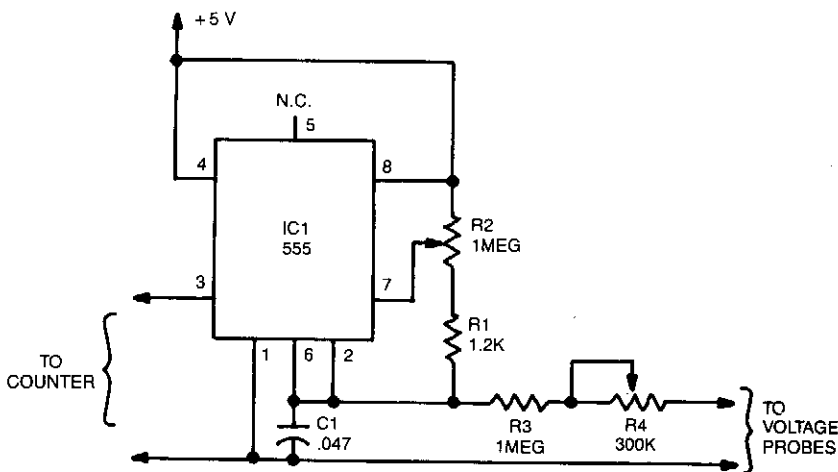 +5 V
N.C.
5
4
8
IC1
555
R2
1MEG
3
7
R1
1.2K
1
6
2
TO
COUNTER
C1
.047
R3
1MEG
R4
300K
TO
VOLTAGE
PROBES